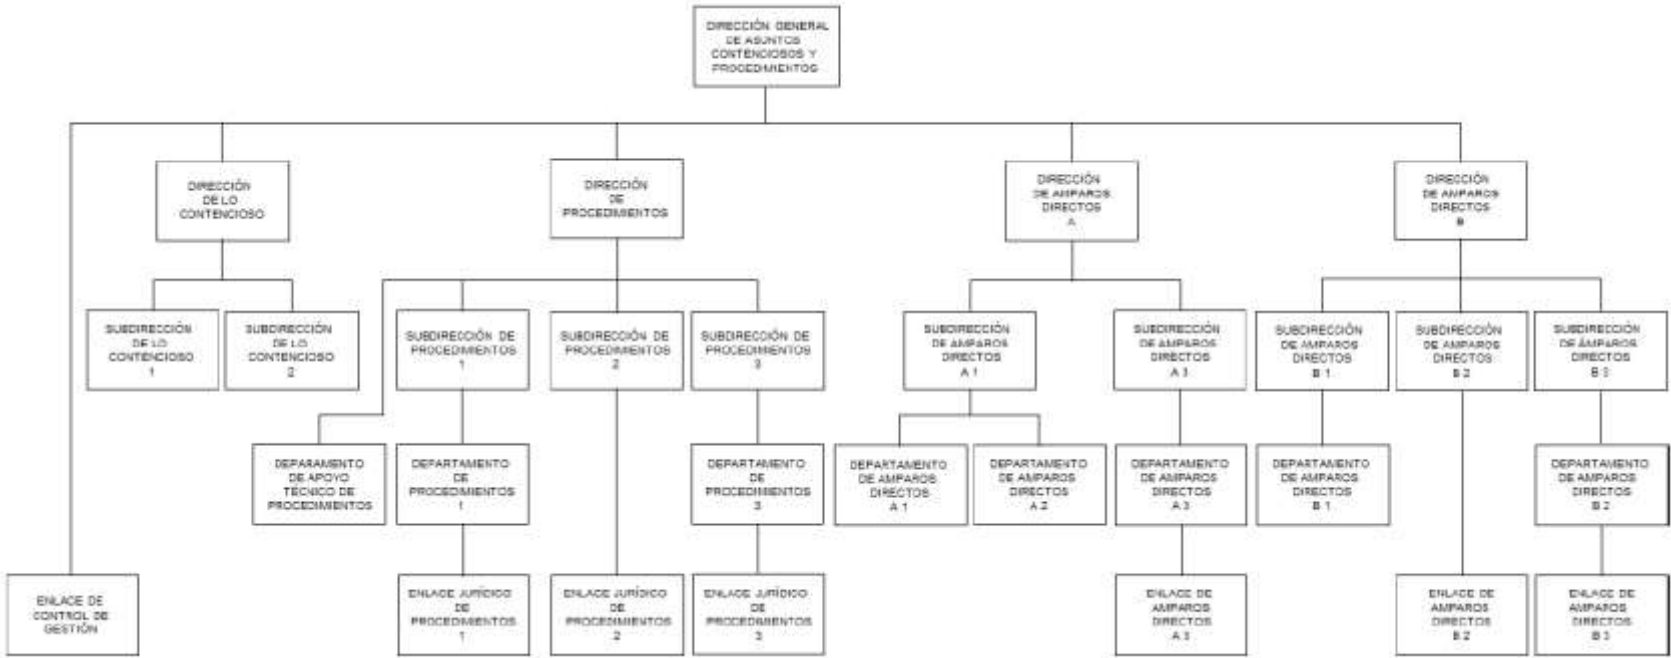 DIRECCIÓN GENERAL
DE ASUNTOS
CONTENCIOSOS Y
PROCEDIMIENTOS
DIRECCIÓN
DE LO
CONTENCIOSO
DIRECCIÓN
DE
PROCEDIMIENTOS
DIRECCIÓN
DE AMPAROS
DIRECTOS
A
DIRECCIÓN
DE AMPAROS
DIRECTOS
B
SUBDIRECCIÓN
DE LO
CONTENCIOSO
1
SUBDIRECCIÓN
DE LO
CONTENCIOSO
2
SUBDIRECCIÓN DE
PROCEDIMIENTOS
1
SUBDIRECCIÓN DE
PROCEDIMIENTOS
2
SUBDIRECCIÓN DE
PROCEDIMIENTOS
3
SUBDIRECCIÓN
DE AMPAROS
DIRECTOS
A 1
SUBDIRECCIÓN
DE AMPAROS
DIRECTOS
A 3
SUBDIRECCIÓN
DE AMPAROS
DIRECTOS
B 1
SUBDIRECCIÓN
DE AMPAROS
DIRECTOS
B 2
SUBDIRECCIÓN
DE AMPAROS
DIRECTOS
B 3
DEPARAMENTO
DE APOYO
TÉCNICO DE
PROCEDIMIENTOS
DEPARTAMENTO
DE
PROCEDIMIENTOS
1
DEPARTAMENTO
DE
PROCEDIMIENTOS
3
DEPARTAMENTO
DE AMPAROS
DIRECTOS
A 1
DEPARTAMENTO
DE AMPAROS
DIRECTOS
A 2
DEPARTAMENTO
DE AMPAROS
DIRECTOS
A 3
DEPARTAMENTO
DE AMPAROS
DIRECTOS
B 1
DEPARTAMENTO
DE AMPAROS
DIRECTOS
B 2
ENLACE DE
CONTROL DE
GESTIÓN
ENLACE JURÍDICO
DE
PROCEDIMIENTOS
1
ENLACE JURÍDICO
DE
PROCEDIMIENTOS
2
ENLACE JURÍDICO
DE
PROCEDIMIENTOS
3
ENLACE DE
AMPAROS
DIRECTOS
A 3
ENLACE DE
AMPAROS
DIRECTOS
B 2
ENLACE DE
AMPAROS
DIRECTOS
B 3